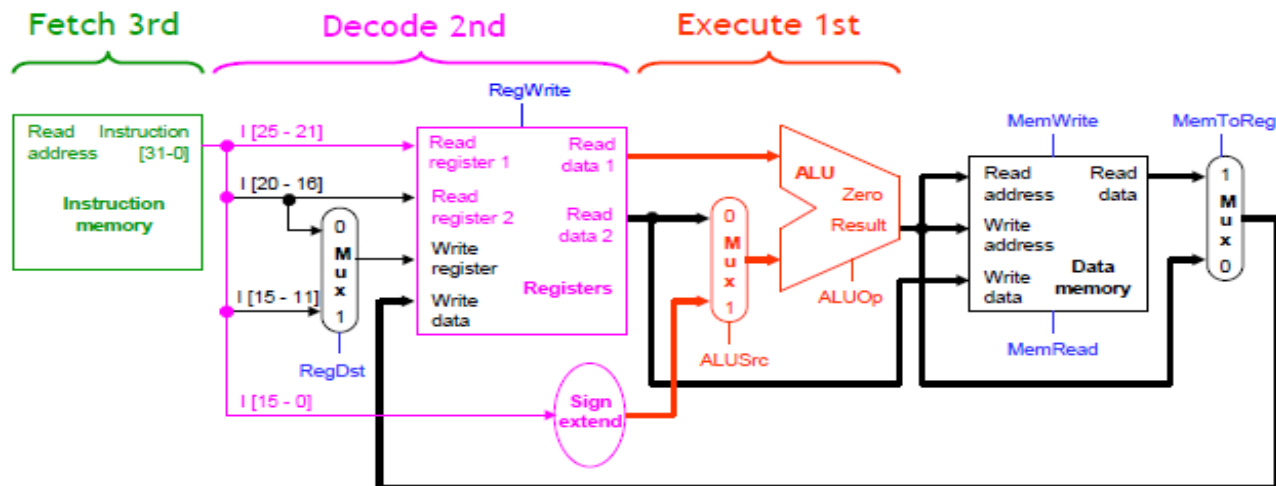 Fetch 3rd
Decode 2nd
Execute 1st
RegWrite
MemWrite
MemToReg
Read Instruction
address [31-0]
Instruction
memory
I [25 - 21]
I [20 - 16]
I [15 - 11]
I [15 - 0]
0
M
u
x
1
RegDst
Read
register 1
Read
data 1
Read
register 2
Read
data 2
Write
register
Registers
Write
data
Sign
extend
0
M
u
x
1
ALUSrc
ALU
Zero
Result
ALUOp
Read
address
Read
data
Write
address
Write
data
Data
memory
MemRead
1
M
u
x
0